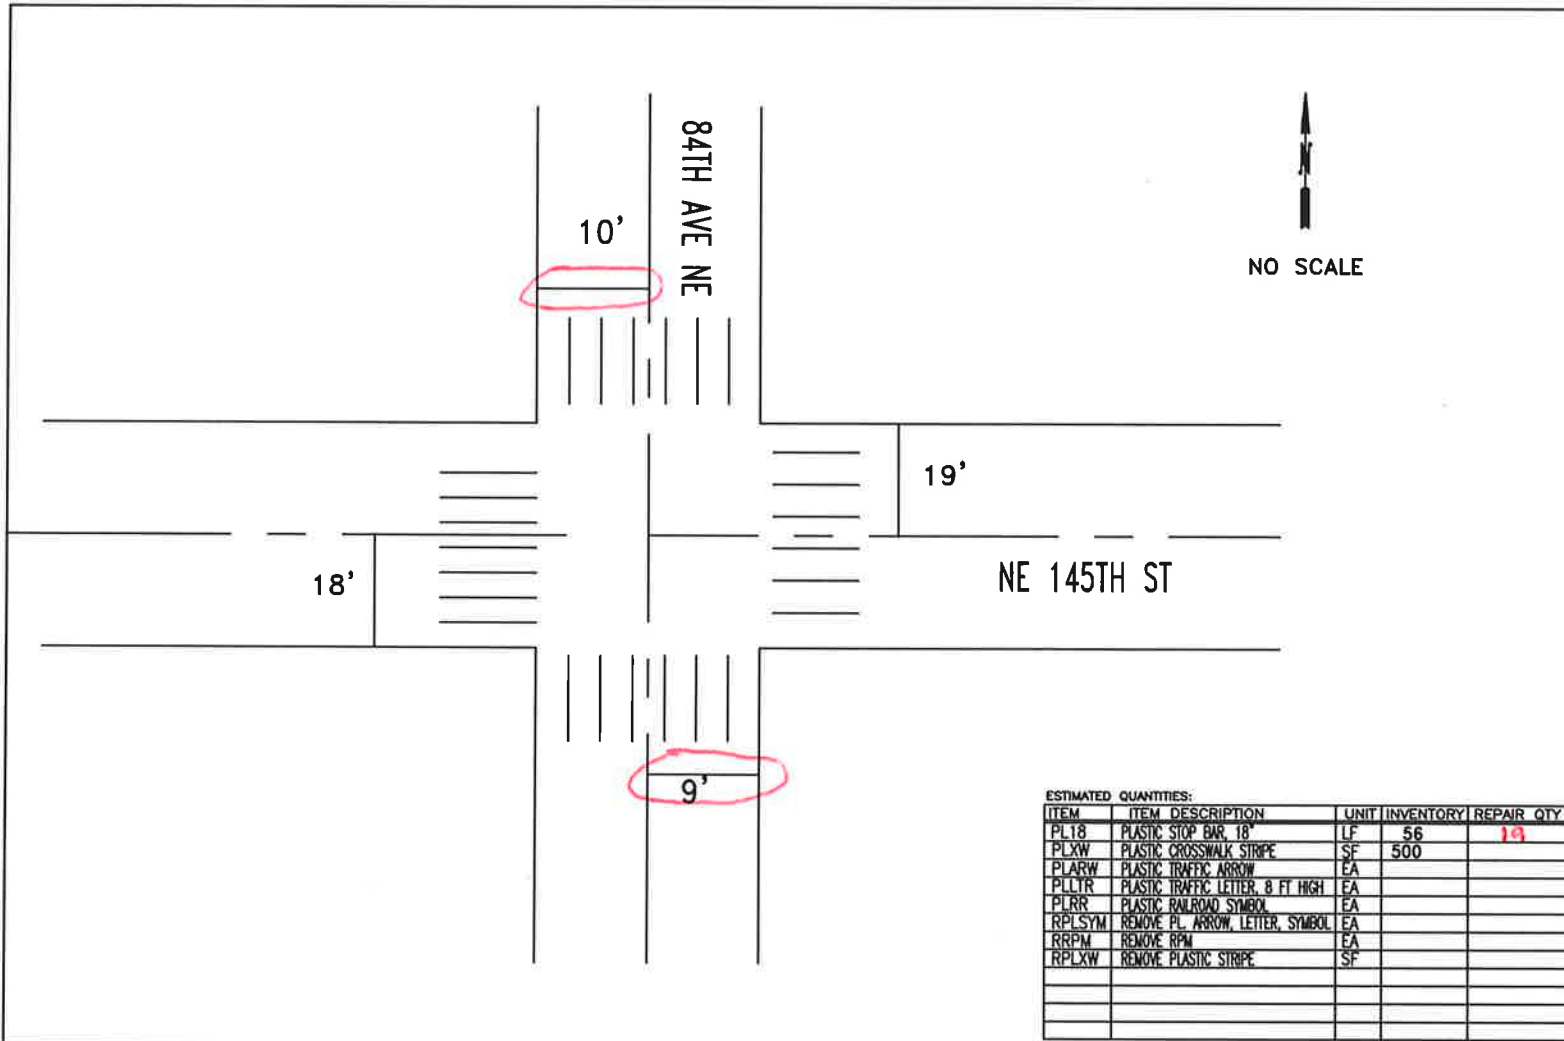 84TH AVE NE
10'
N
NO SCALE
19'
18'
NE 145TH ST
9'
ESTIMATED QUANTITIES:
ITEM ITEM DESCRIPTION UNIT INVENTORY REPAIR QTY
PL18 PLASTIC STOP BAR, 18" LF 56 19
PLXW PLASTIC CROSSWALK STRIPE SF 500
PLARW PLASTIC TRAFFIC ARROW EA
PLLTR PLASTIC TRAFFIC LETTER, 8 FT HIGH EA
PLRR PLASTIC RAILROAD SYMBOL EA
RPLSYM REMOVE PL. ARROW, LETTER, SYMBOL EA
RRPM REMOVE RPM EA
RPLXW REMOVE PLASTIC STRIPE SF